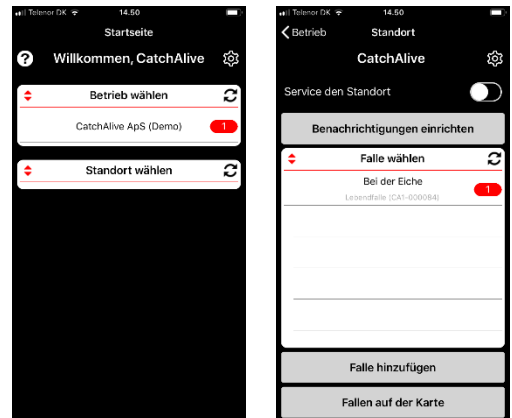 Telenor DK 14.50
Startseite
? Willkommen, CatchAlive
Betrieb wählen
CatchAlive ApS (Demo) 1
Standort wählen
Telenor DK 14.50
Betrieb Standort
CatchAlive
Service den Standort
Benachrichtigungen einrichten
Falle wählen
Bei der Eiche 1
Lebendfalle (CA1-000084)
Falle hinzufügen
Fallen auf der Karte